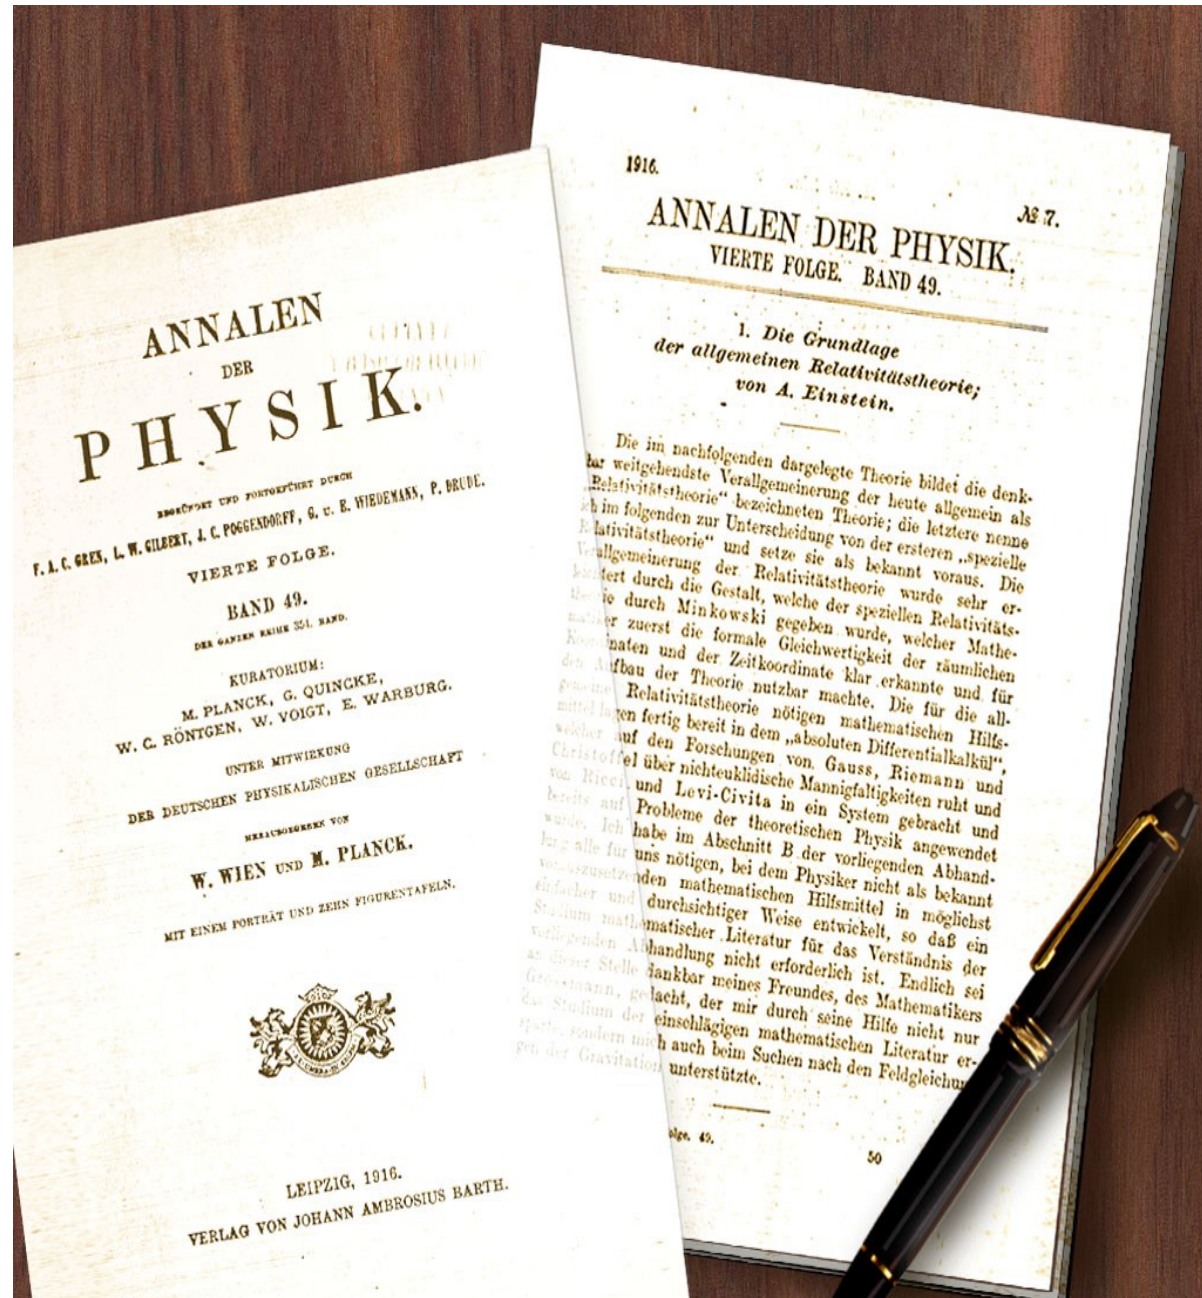 ANNALEN
DER
PHYSIK.
BEGRÜNDET UND FORTGEFÜHRT DURCH
F. A. C. GREN, L. W. GILBERT, J. C. POGGENDORFF, G. u. E. WIEDEMANN, P. DRUDE.
VIERTE FOLGE.
BAND 49.
DER GANZEN REIHE 354. BAND.
KURATORIUM:
M. PLANCK, G. QUINCKE,
W. C. RÖNTGEN, W. VOIGT, E. WARBURG.
UNTER MITWIRKUNG
DER DEUTSCHEN PHYSIKALISCHEN GESELLSCHAFT
HERAUSGEGEBEN VON
W. WIEN UND M. PLANCK.
MIT EINEM PORTRÄT UND ZEHN FIGURENTAFELN.
LEIPZIG, 1916.
VERLAG VON JOHANN AMBROSIUS BARTH.
1916.
№ 7.
ANNALEN DER PHYSIK.
VIERTE FOLGE. BAND 49.
1. Die Grundlage
der allgemeinen Relativitätstheorie;
von A. Einstein.
Die im nachfolgenden dargelegte Theorie bildet die denk-
bar weitgehendste Verallgemeinerung der heute allgemein als
„Relativitätstheorie“ bezeichneten Theorie; die letztere nenne
ich im folgenden zur Unterscheidung von der ersteren „spezielle
Relativitätstheorie“ und setze sie als bekannt voraus. Die
Verallgemeinerung der Relativitätstheorie wurde sehr er-
leichtert durch die Gestalt, welche der speziellen Relativitäts-
theorie durch Minkowski gegeben wurde, welcher Mathe-
matiker zuerst die formale Gleichwertigkeit der räumlichen
Koordinaten und der Zeitkoordinate klar erkannte und für
den Aufbau der Theorie nutzbar machte. Die für die all-
gemeine Relativitätstheorie nötigen mathematischen Hilfs-
mittel lagen fertig bereit in dem „absoluten Differentialkalkül“,
welcher auf den Forschungen von Gauss, Riemann und
Christoffel über nichteuklidische Mannigfaltigkeiten ruht und
von Ricci und Levi-Civita in ein System gebracht und
bereits auf Probleme der theoretischen Physik angewendet
wurde. Ich habe im Abschnitt B der vorliegenden Abhand-
lung alle für uns nötigen, bei dem Physiker nicht als bekannt
vorauszusetzenden mathematischen Hilfsmittel in möglichst
einfacher und durchsichtiger Weise entwickelt, so daß ein
Studium mathematischer Literatur für das Verständnis der
vorliegenden Abhandlung nicht erforderlich ist. Endlich sei
an dieser Stelle dankbar meines Freundes, des Mathematikers
Grossmann, gedacht, der mir durch seine Hilfe nicht nur
das Studium der einschlägigen mathematischen Literatur er-
sparte, sondern mich auch beim Suchen nach den Feldgleichun
gen der Gravitation unterstützte.
olge. 49.
50